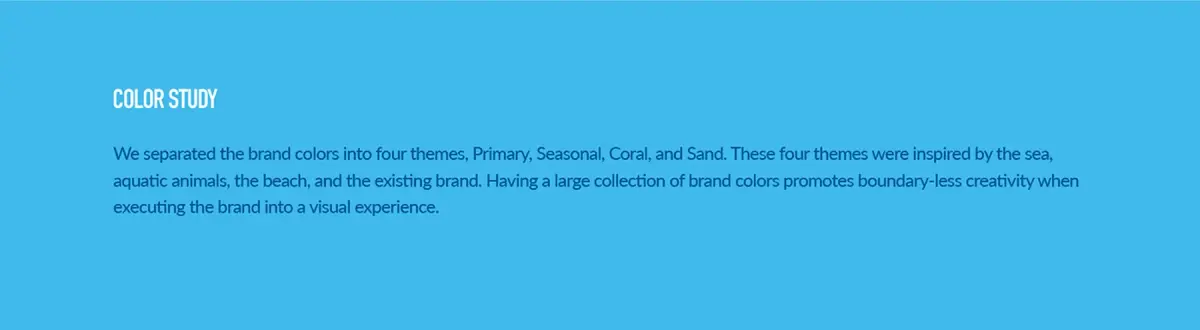 COLOR STUDY
We separated the brand colors into four themes, Primary, Seasonal, Coral, and Sand. These four themes were inspired by the sea,
aquatic animals, the beach, and the existing brand. Having a large collection of brand colors promotes boundary-less creativity when
executing the brand into a visual experience.